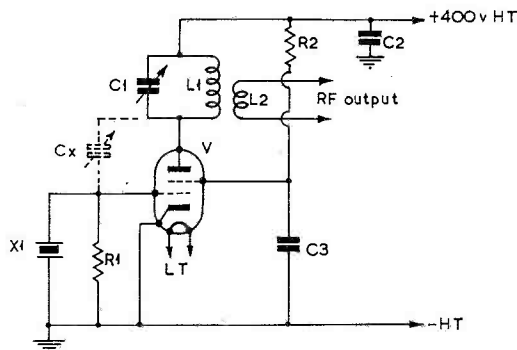 +400v HT
R2
C2
C1
L1
L2
RF output
Cx
V
X1
R1
LT
C3
-HT